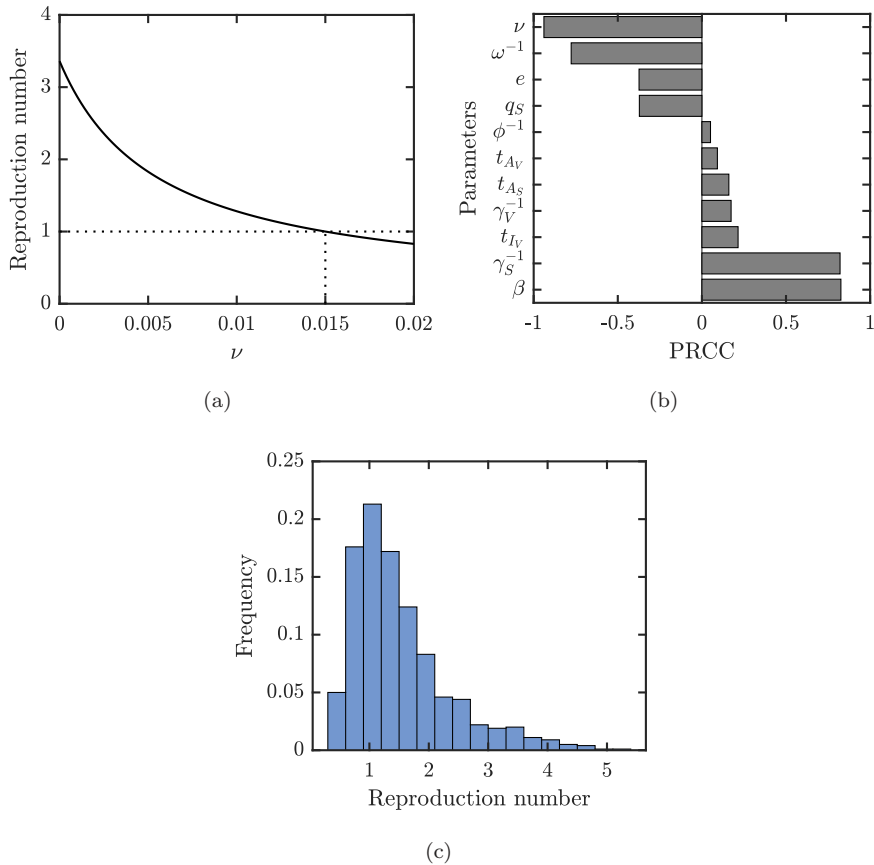 4
3
2
1
0
Reproduction number
0 0.005 0.01 0.015 0.02
ν
(a)
ν
ω⁻¹
e
q_S
ϕ⁻¹
t_{A_V}
t_{A_S}
γ_V⁻¹
t_{I_V}
γ_S⁻¹
β
Parameters
-1 -0.5 0 0.5 1
PRCC
(b)
0.25
0.2
0.15
0.1
0.05
0
Frequency
1 2 3 4 5
Reproduction number
(c)